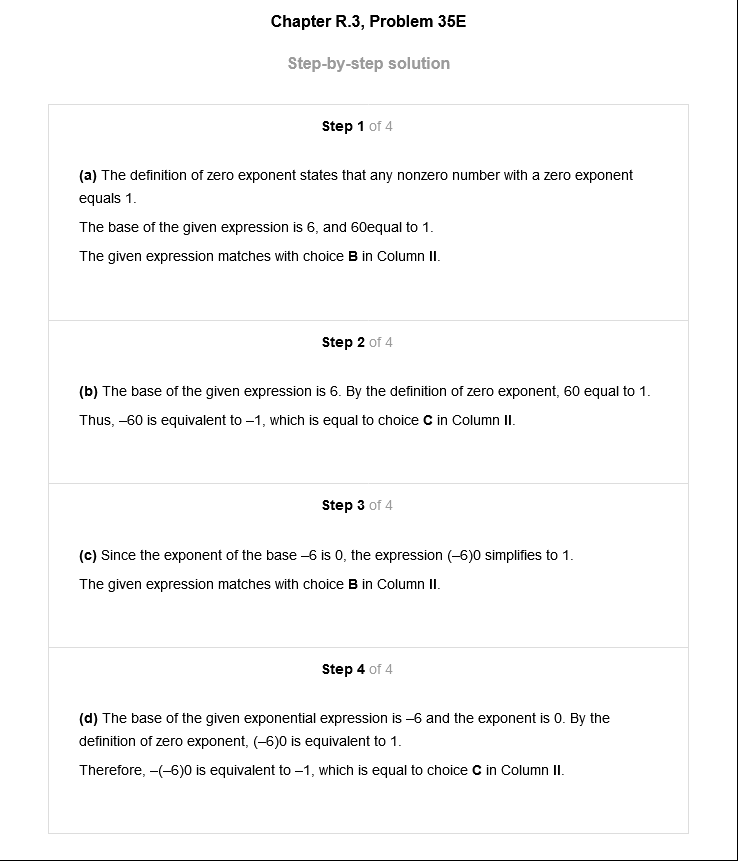 Chapter R.3, Problem 35E
Step-by-step solution
Step 1 of 4
(a) The definition of zero exponent states that any nonzero number with a zero exponent
equals 1.
The base of the given expression is 6, and 60equal to 1.
The given expression matches with choice B in Column II.
Step 2 of 4
(b) The base of the given expression is 6. By the definition of zero exponent, 60 equal to 1.
Thus, –60 is equivalent to –1, which is equal to choice C in Column II.
Step 3 of 4
(c) Since the exponent of the base –6 is 0, the expression (–6)0 simplifies to 1.
The given expression matches with choice B in Column II.
Step 4 of 4
(d) The base of the given exponential expression is –6 and the exponent is 0. By the
definition of zero exponent, (–6)0 is equivalent to 1.
Therefore, –(–6)0 is equivalent to –1, which is equal to choice C in Column II.